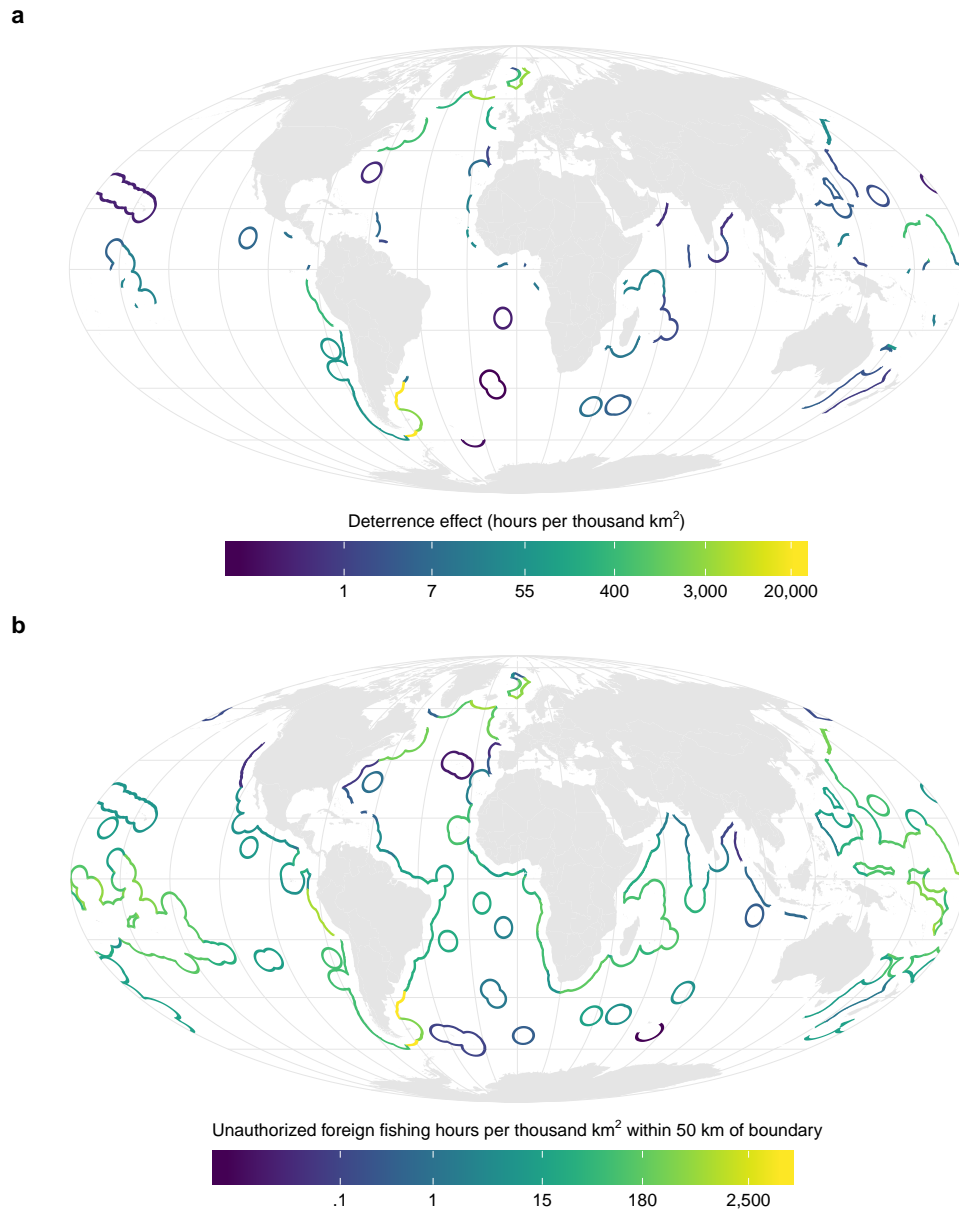 a
Deterrence effect (hours per thousand km²)
1 7 55 400 3,000 20,000
b
Unauthorized foreign fishing hours per thousand km² within 50 km of boundary
.1 1 15 180 2,500